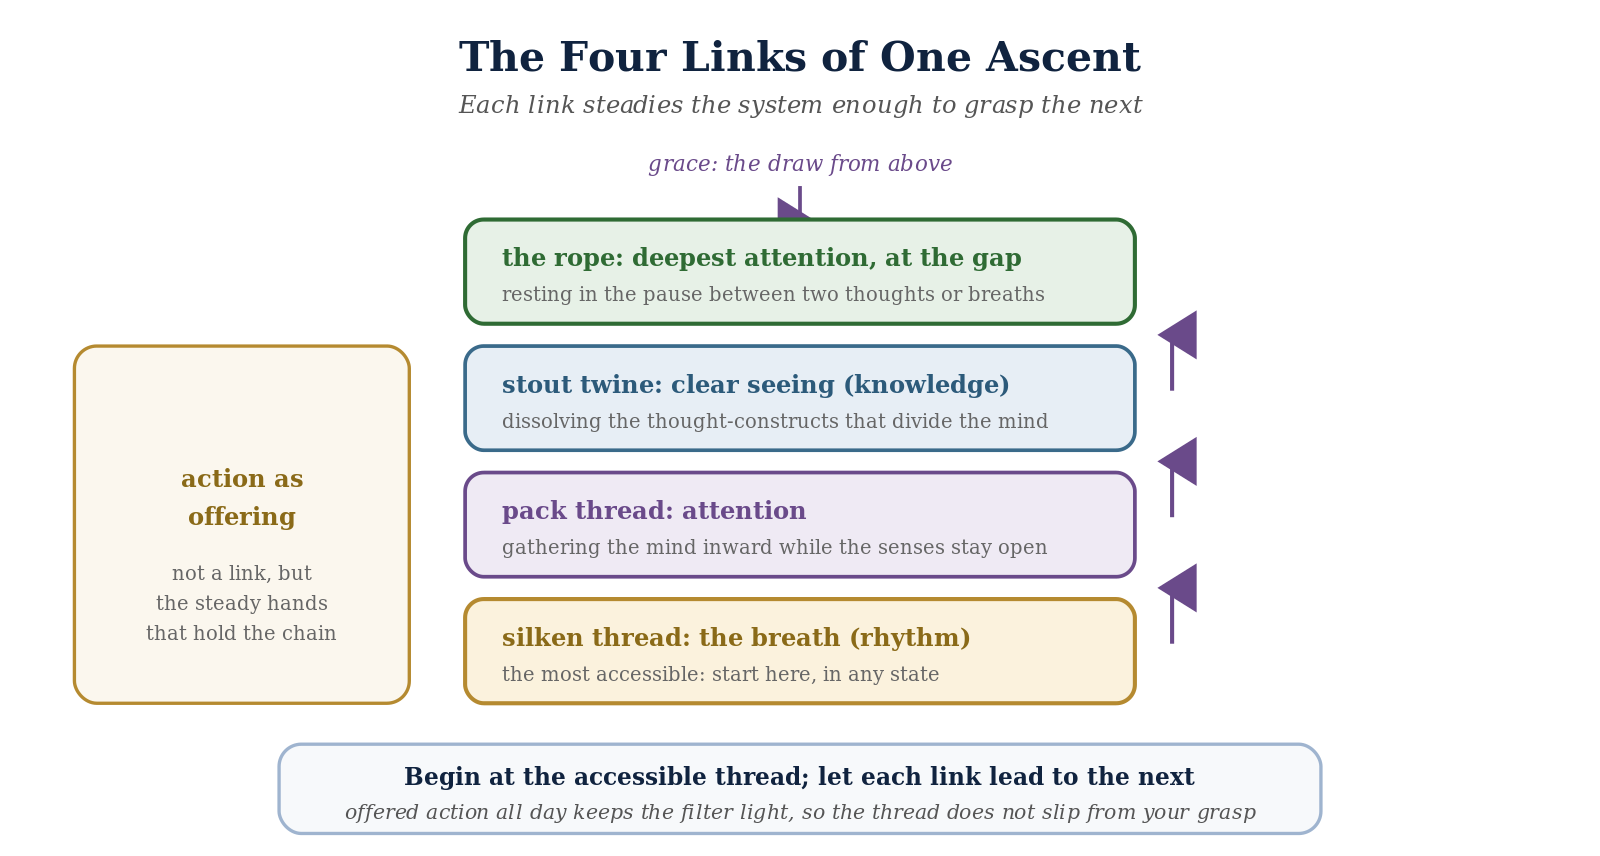 The Four Links of One Ascent
Each link steadies the system enough to grasp the next
grace: the draw from above
the rope: deepest attention, at the gap
resting in the pause between two thoughts or breaths
stout twine: clear seeing (knowledge)
dissolving the thought-constructs that divide the mind
pack thread: attention
gathering the mind inward while the senses stay open
silken thread: the breath (rhythm)
the most accessible: start here, in any state
action as
offering
not a link, but
the steady hands
that hold the chain
Begin at the accessible thread; let each link lead to the next
offered action all day keeps the filter light, so the thread does not slip from your grasp